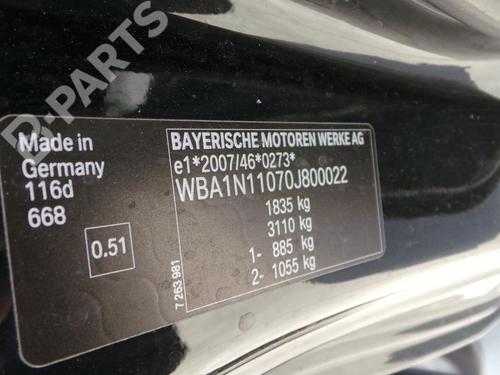 B-PARTS
Made in
Germany
116d
668
0.51
BAYERISCHE MOTOREN WERKE AG
e1*2007/46*0273*
WBA1N11070J800022
1835 kg
3110 kg
1- 885 kg
2- 1055 kg
7 263 981